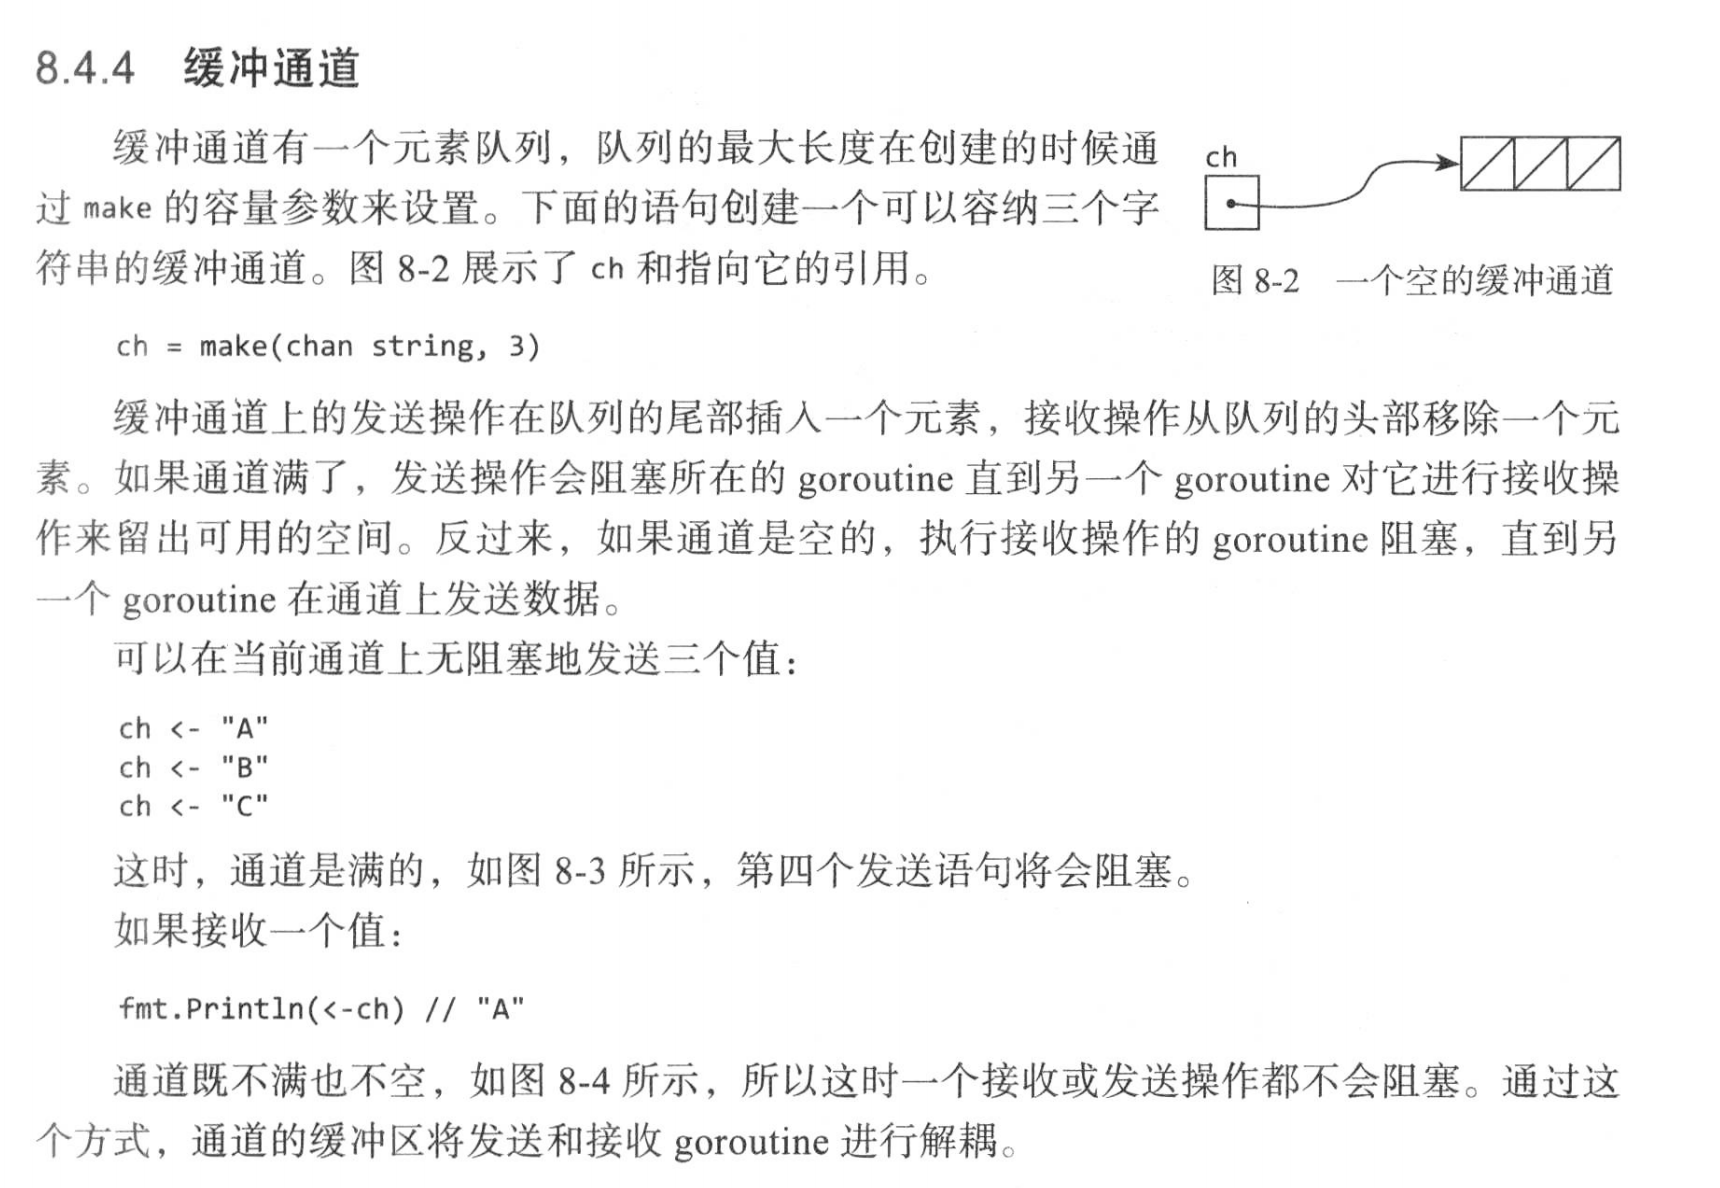 8.4.4 缓冲通道
缓冲通道有一个元素队列，队列的最大长度在创建的时候通
过 make 的容量参数来设置。下面的语句创建一个可以容纳三个字
符串的缓冲通道。图 8-2 展示了 ch 和指向它的引用。
ch
图 8-2 一个空的缓冲通道
ch = make(chan string, 3)
缓冲通道上的发送操作在队列的尾部插入一个元素，接收操作从队列的头部移除一个元
素。如果通道满了，发送操作会阻塞所在的 goroutine 直到另一个 goroutine 对它进行接收操
作来留出可用的空间。反过来，如果通道是空的，执行接收操作的 goroutine 阻塞，直到另
一个 goroutine 在通道上发送数据。
可以在当前通道上无阻塞地发送三个值：
ch <- "A"
ch <- "B"
ch <- "C"
这时，通道是满的，如图 8-3 所示，第四个发送语句将会阻塞。
如果接收一个值：
fmt.Println(<-ch) // "A"
通道既不满也不空，如图 8-4 所示，所以这时一个接收或发送操作都不会阻塞。通过这
个方式，通道的缓冲区将发送和接收 goroutine 进行解耦。